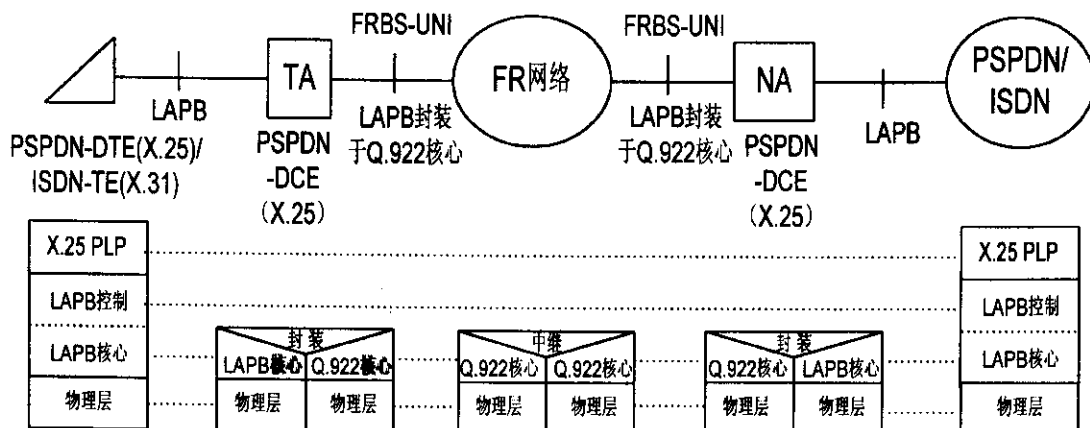 FRBS-UNI
FRBS-UNI
TA
FR网络
NA
PSPDN/
ISDN
LAPB
LAPB封装
于Q.922核心
LAPB封装
于Q.922核心
LAPB
PSPDN-DTE(X.25)/
ISDN-TE(X.31)
PSPDN
-DCE
(X.25)
PSPDN
-DCE
(X.25)
X.25 PLP
X.25 PLP
LAPB控制
LAPB控制
封装
中继
封装
LAPB核心
LAPB核心
Q.922核心
Q.922核心
Q.922核心
Q.922核心
LAPB核心
LAPB核心
物理层
物理层
物理层
物理层
物理层
物理层
物理层
物理层